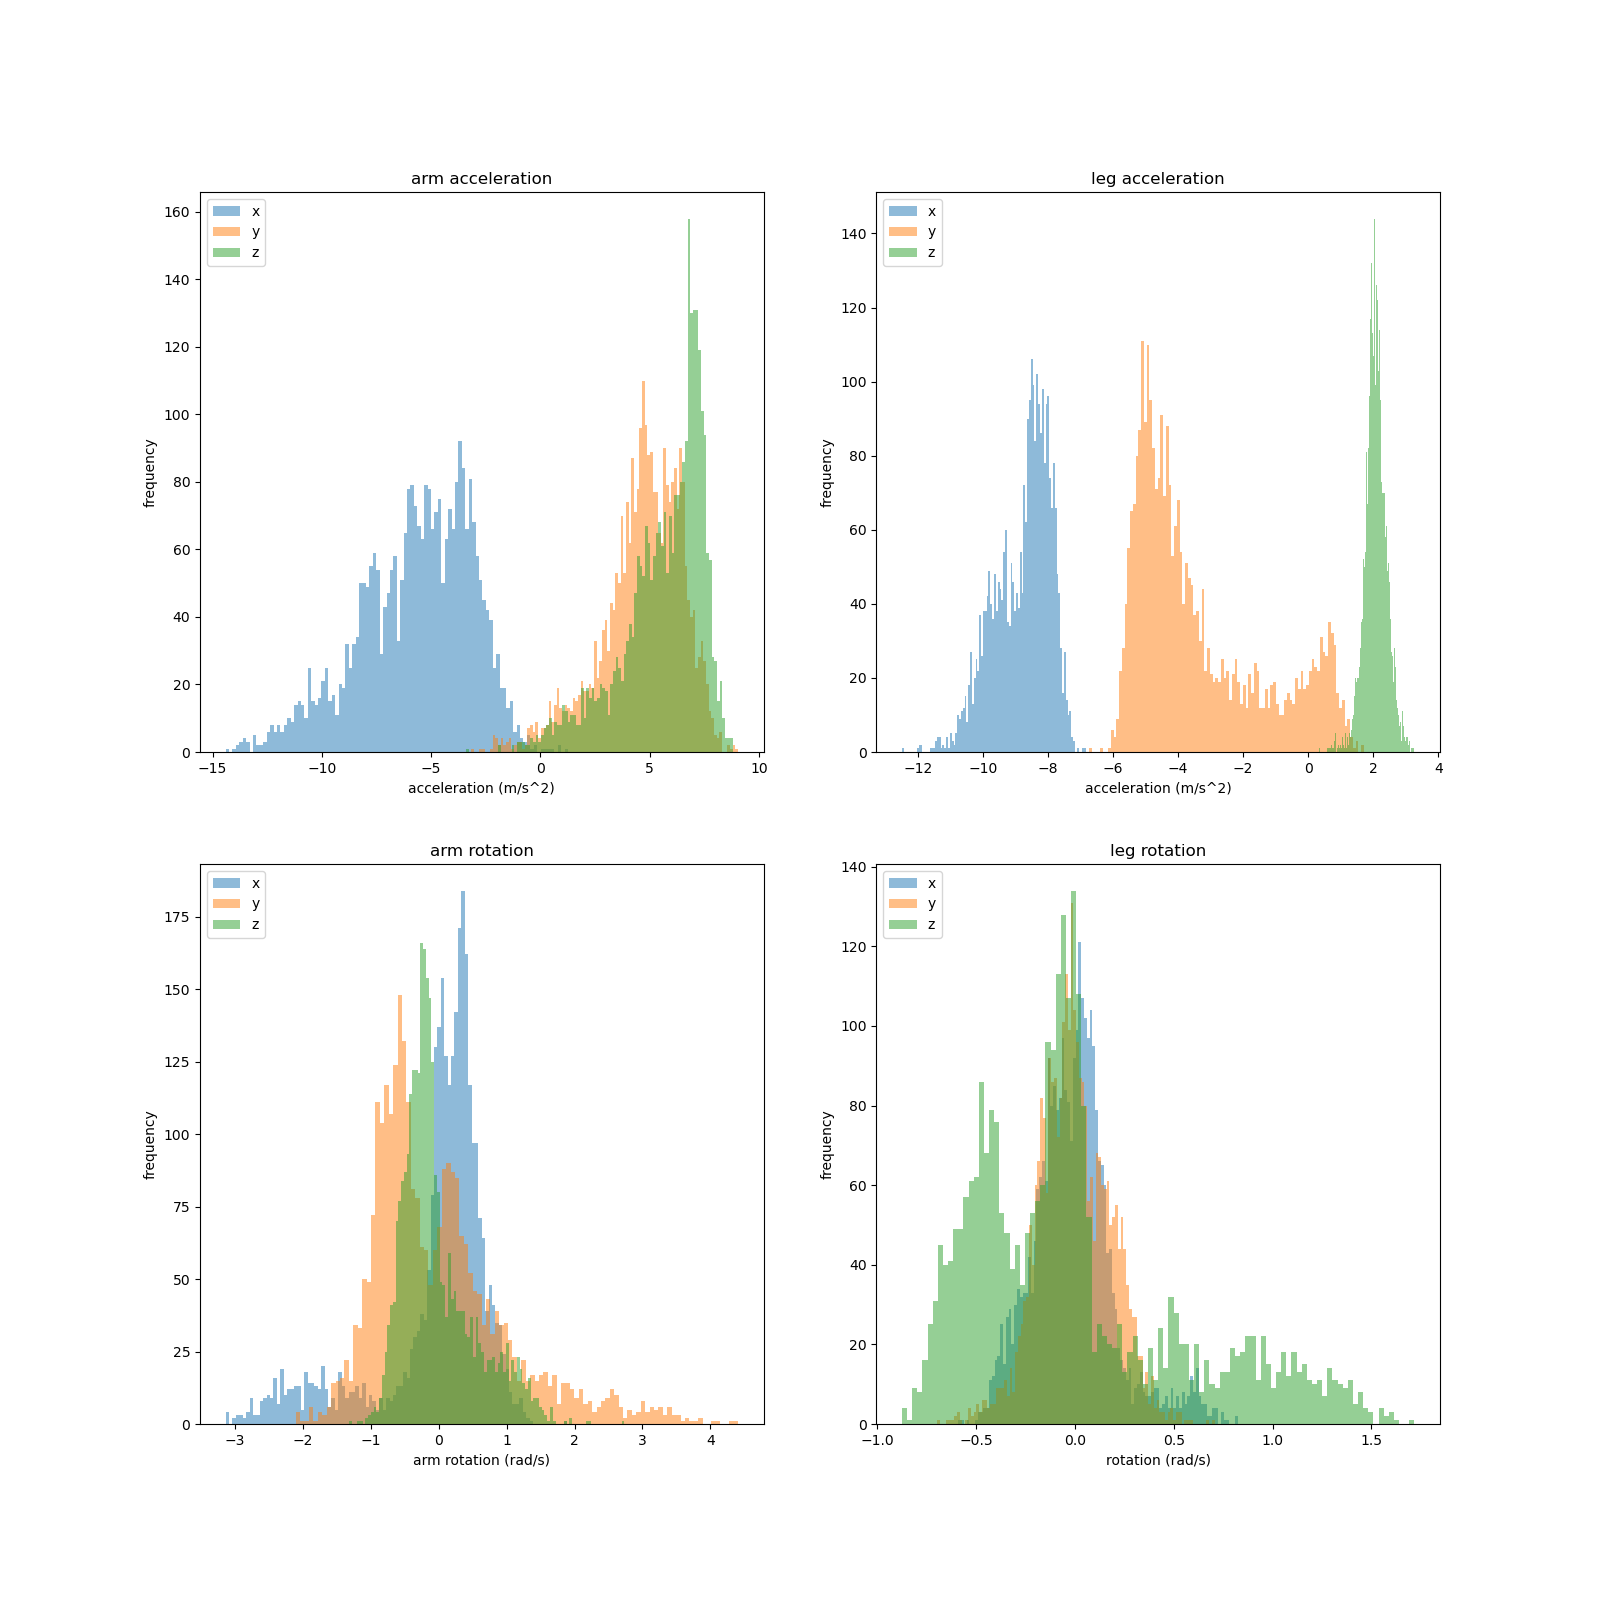 arm acceleration
x
y
z
160
140
120
100
80
60
40
20
0
frequency
−15
−10
−5
0
5
10
acceleration (m/s^2)
leg acceleration
x
y
z
140
120
100
80
60
40
20
0
frequency
−12
−10
−8
−6
−4
−2
0
2
4
acceleration (m/s^2)
arm rotation
x
y
z
175
150
125
100
75
50
25
0
frequency
−3
−2
−1
0
1
2
3
4
arm rotation (rad/s)
leg rotation
x
y
z
140
120
100
80
60
40
20
0
frequency
−1.0
−0.5
0.0
0.5
1.0
1.5
rotation (rad/s)